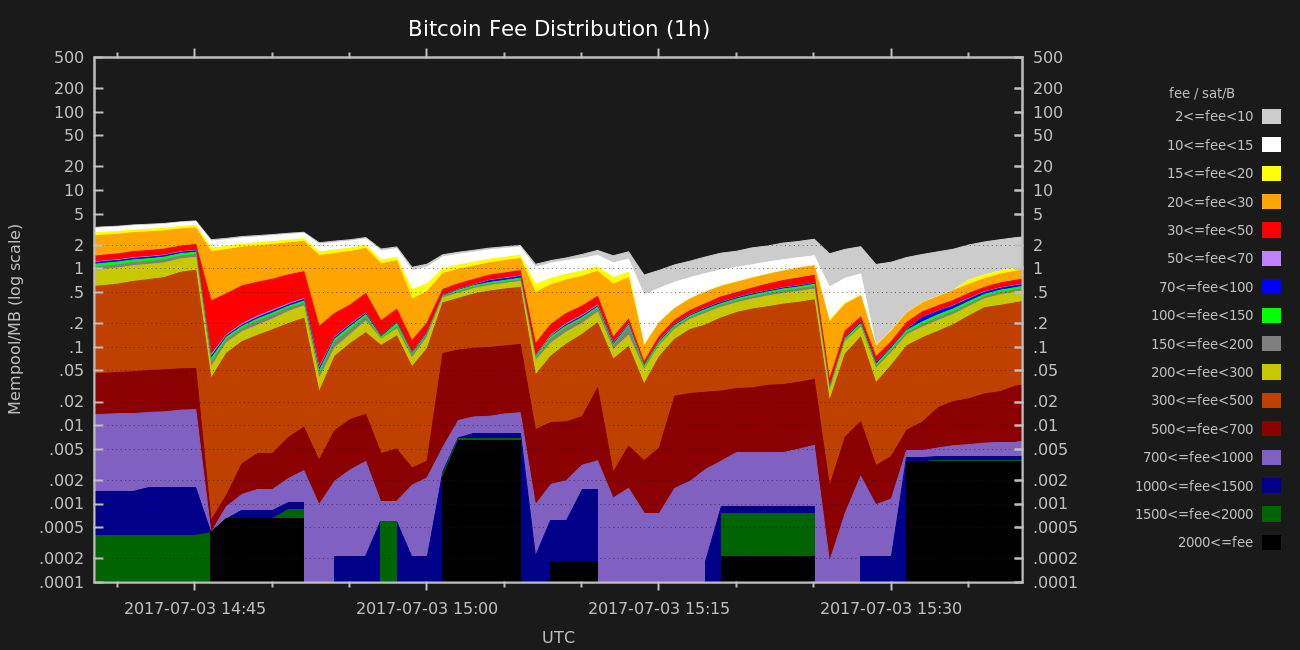 Bitcoin Fee Distribution (1h)
500 500
200 200
100 100
50 50
20 20
10 10
5 5
2 2
1 1
.5 .5
.2 .2
.1 .1
.05 .05
.02 .02
.01 .01
.005 .005
.002 .002
.001 .001
.0005 .0005
.0002 .0002
.0001 .0001
Mempool/MB (log scale)
2017-07-03 14:45 2017-07-03 15:00 2017-07-03 15:15 2017-07-03 15:30
UTC
fee / sat/B
2<=fee<10
10<=fee<15
15<=fee<20
20<=fee<30
30<=fee<50
50<=fee<70
70<=fee<100
100<=fee<150
150<=fee<200
200<=fee<300
300<=fee<500
500<=fee<700
700<=fee<1000
1000<=fee<1500
1500<=fee<2000
2000<=fee